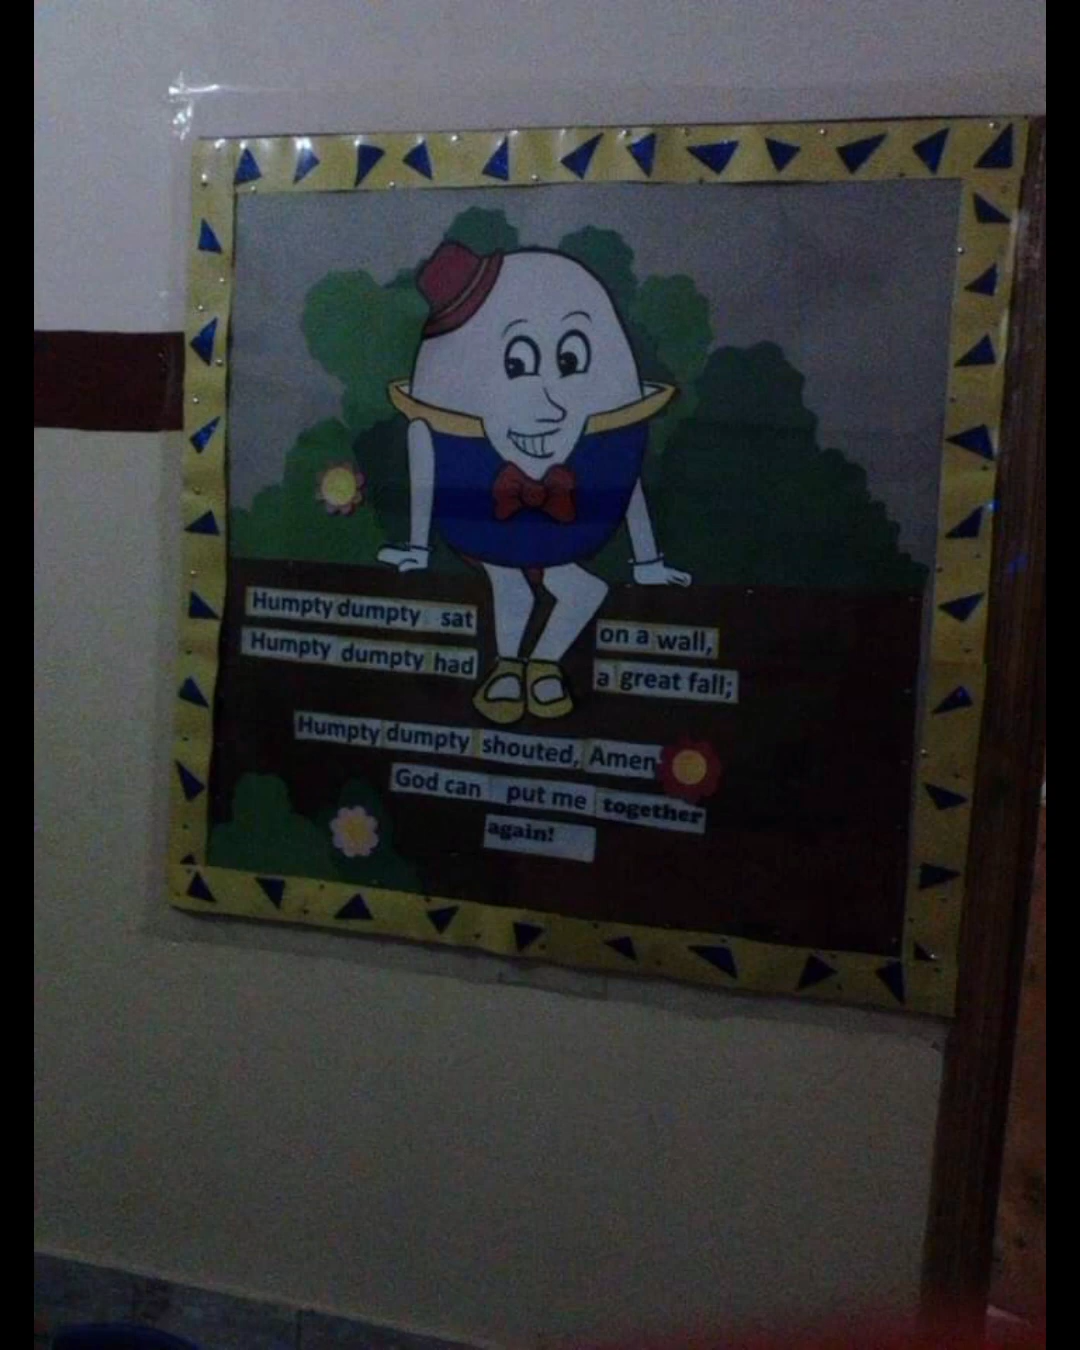 Humpty dumpty sat on a wall,
Humpty dumpty had a great fall;
Humpty dumpty shouted, Amen
God can put me together
again!